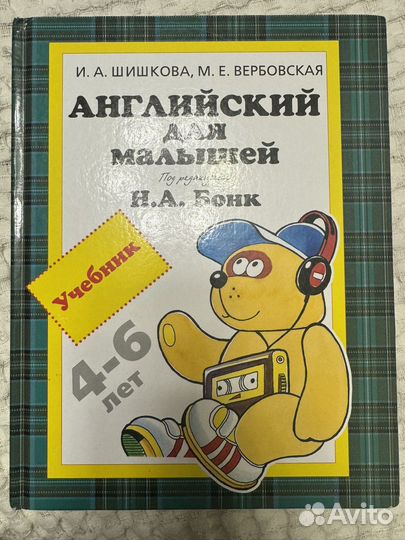 И. А. ШИШКОВА, М. Е. ВЕРБОВСКАЯ
АНГЛИЙСКИЙ
ДЛЯ
МАЛЫШЕЙ
Под редакцией
Н.А. Бонк
Учебник
4-6
лет
Avito